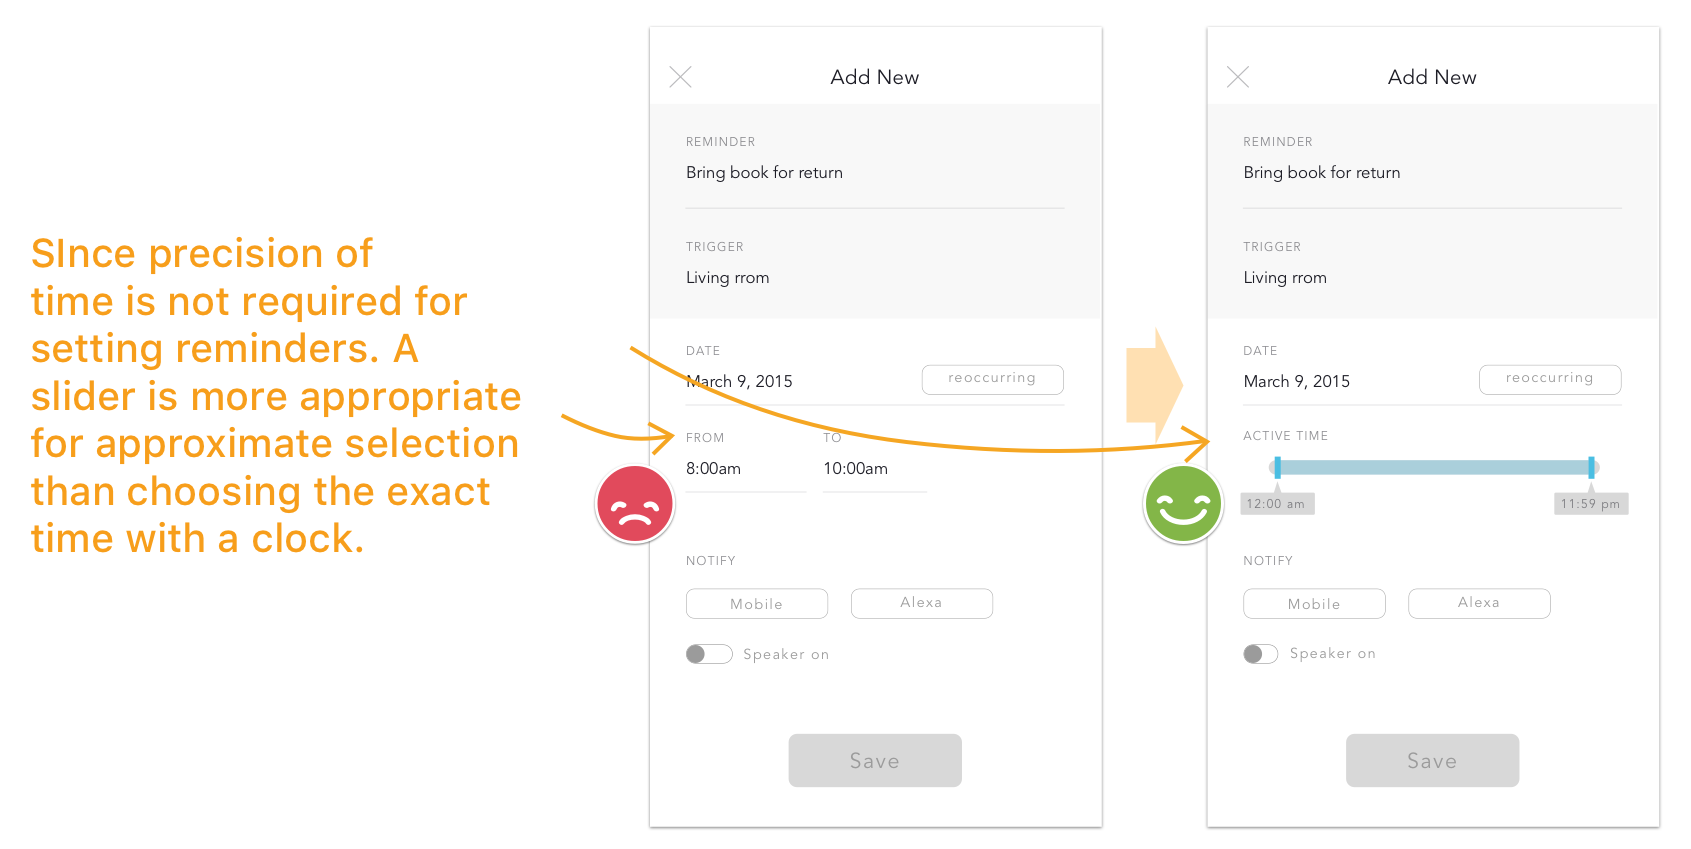 SInce precision of
time is not required for
setting reminders. A
slider is more appropriate
for approximate selection
than choosing the exact
time with a clock.
Add New
REMINDER
Bring book for return
TRIGGER
Living rrom
DATE
March 9, 2015
reoccurring
FROM TO
8:00am 10:00am
NOTIFY
Mobile Alexa
Speaker on
Save
Add New
REMINDER
Bring book for return
TRIGGER
Living rrom
DATE
March 9, 2015
reoccurring
ACTIVE TIME
12:00 am 11:59 pm
NOTIFY
Mobile Alexa
Speaker on
Save